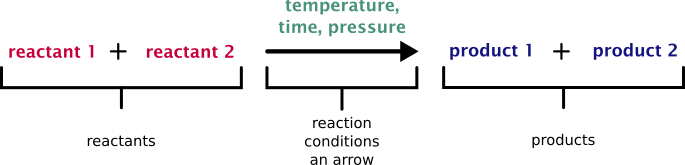 temperature,
time, pressure
reactant 1 + reactant 2
product 1 + product 2
reactants
reaction
conditions
an arrow
products